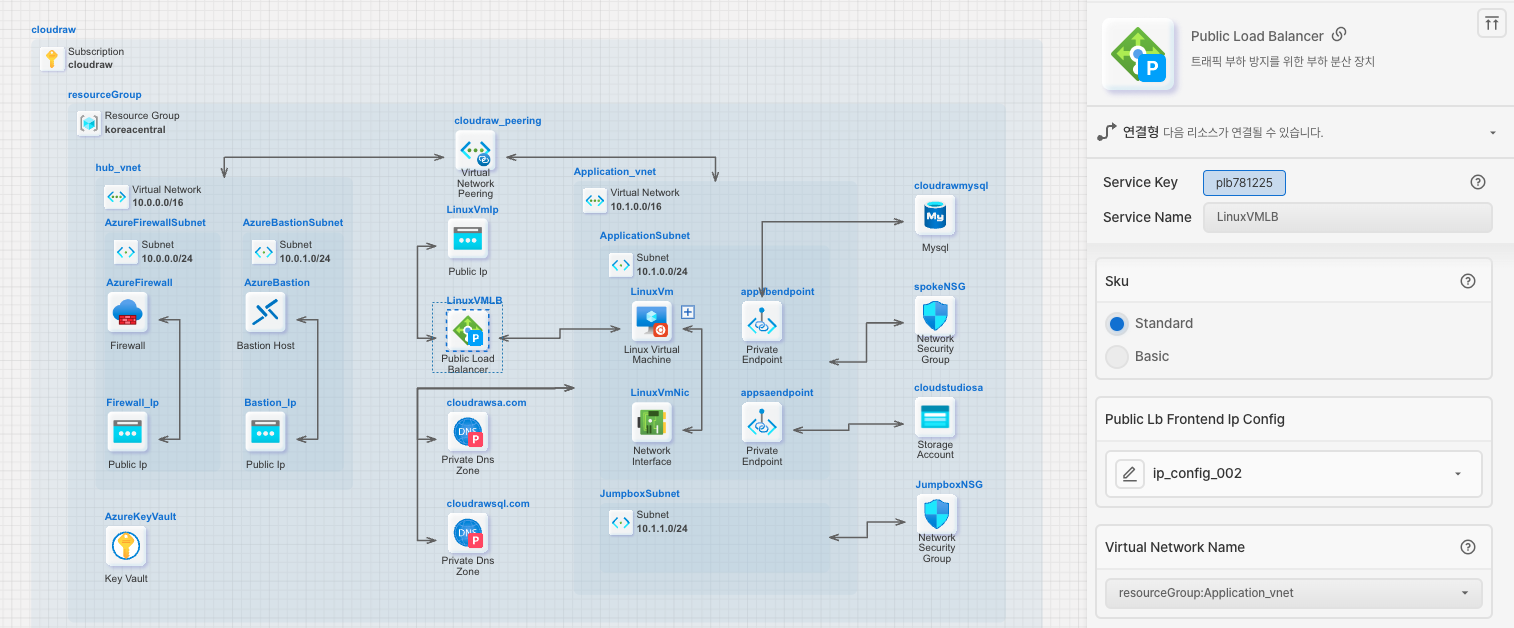 cloudraw
Subscription
cloudraw
resourceGroup
Resource Group
koreacentral
cloudraw_peering
Virtual
Network
Peering
hub_vnet
Virtual Network
10.0.0.0/16
AzureFirewallSubnet
Subnet
10.0.0.0/24
AzureBastionSubnet
Subnet
10.0.1.0/24
AzureFirewall
Firewall
AzureBastion
Bastion Host
Firewall_Ip
Public Ip
Bastion_Ip
Public Ip
AzureKeyVault
Key Vault
LinuxVmIp
Public Ip
LinuxVMLB
P
Public Load
Balancer
cloudrawsa.com
DNS
P
Private Dns
Zone
cloudrawsql.com
DNS
P
Private Dns
Zone
Application_vnet
Virtual Network
10.1.0.0/16
ApplicationSubnet
Subnet
10.1.0.0/24
LinuxVm
Linux Virtual
Machine
Private
Endpoint
LinuxVmNic
Network
Interface
appsaendpoint
Private
Endpoint
JumpboxSubnet
Subnet
10.1.1.0/24
cloudrawmysql
My
Mysql
spokeNSG
Network
Security
Group
cloudstudiosa
Storage
Account
JumpboxNSG
Network
Security
Group
P
Public Load Balancer
트래픽 부하 방지를 위한 부하 분산 장치
연결형 다음 리소스가 연결될 수 있습니다.
Service Key plb781225
Service Name LinuxVMLB
Sku
Standard
Basic
Public Lb Frontend Ip Config
ip_config_002
Virtual Network Name
resourceGroup:Application_vnet